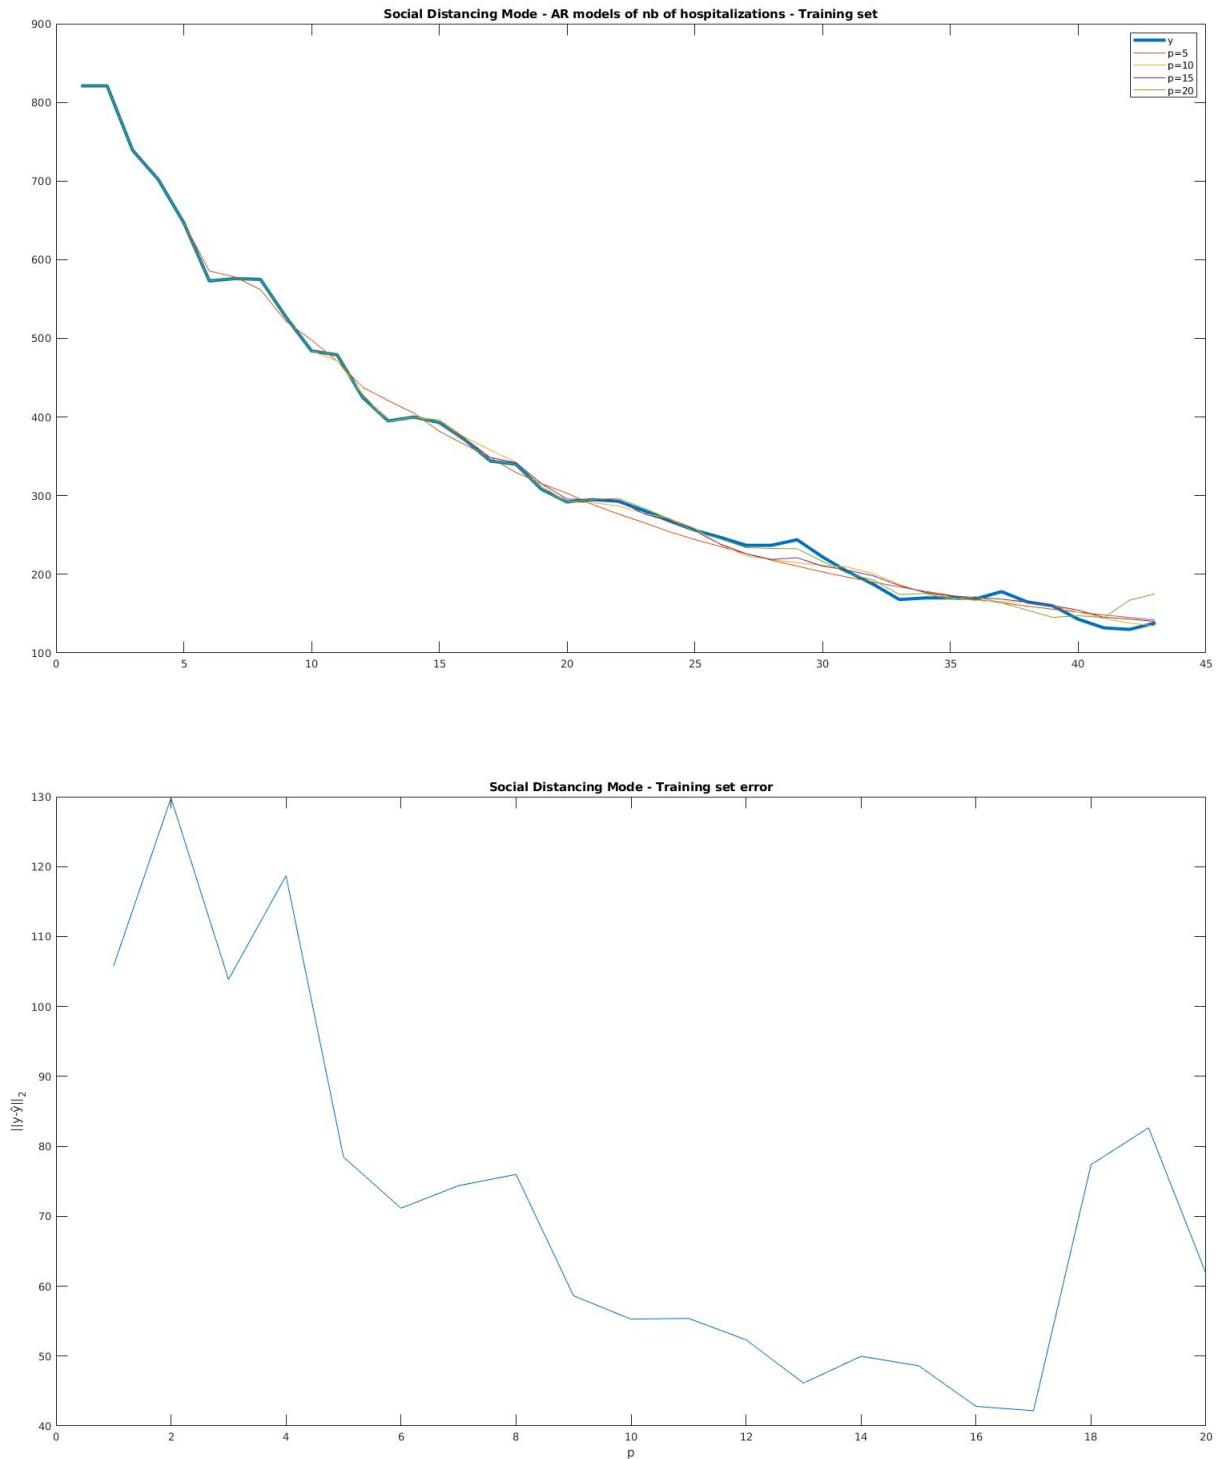 Social Distancing Mode - AR models of nb of hospitalizations - Training set
900
800
700
600
500
400
300
200
100
0 5 10 15 20 25 30 35 40 45
y
p=5
p=10
p=15
p=20
Social Distancing Mode - Training set error
130
120
110
100
90
80
70
60
50
40
||y-ŷ||₂
0 2 4 6 8 10 12 14 16 18 20
p